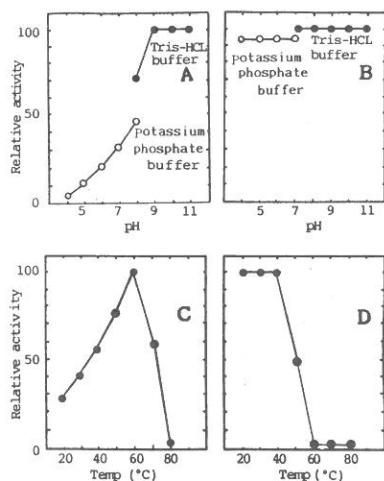 100
50
0
Relative activity
Tris-HCL
buffer
A
potassium
phosphate
buffer
5 7 9 11
pH
Tris-HCL
buffer
potassium
phosphate
buffer
B
5 7 9 11
pH
100
50
0
Relative activity
C
20 40 60 80
Temp (°C)
D
20 40 60 80
Temp (°C)